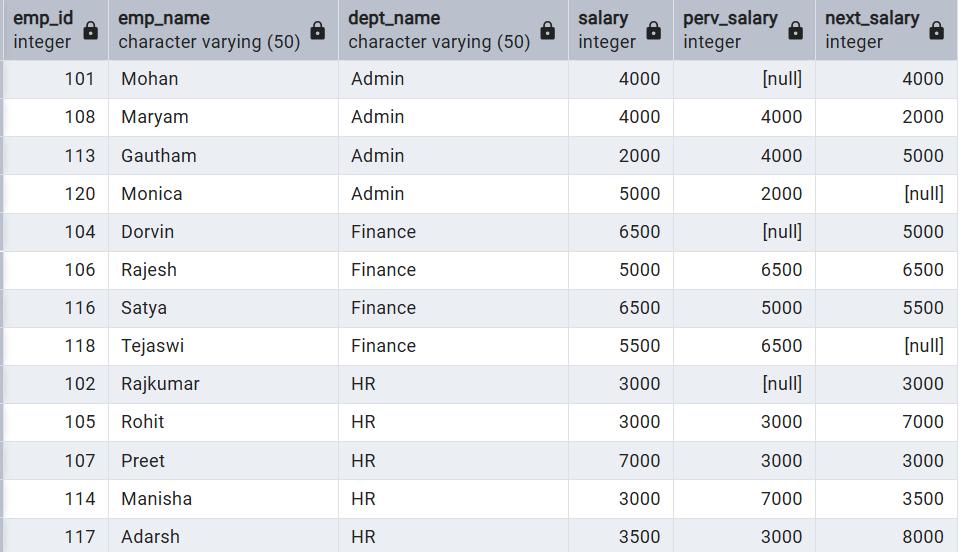 emp_id emp_name dept_name salary perv_salary next_salary
integer character varying (50) character varying (50) integer integer integer
101 Mohan Admin 4000 [null] 4000
108 Maryam Admin 4000 4000 2000
113 Gautham Admin 2000 4000 5000
120 Monica Admin 5000 2000 [null]
104 Dorvin Finance 6500 [null] 5000
106 Rajesh Finance 5000 6500 6500
116 Satya Finance 6500 5000 5500
118 Tejaswi Finance 5500 6500 [null]
102 Rajkumar HR 3000 [null] 3000
105 Rohit HR 3000 3000 7000
107 Preet HR 7000 3000 3000
114 Manisha HR 3000 7000 3500
117 Adarsh HR 3500 3000 8000